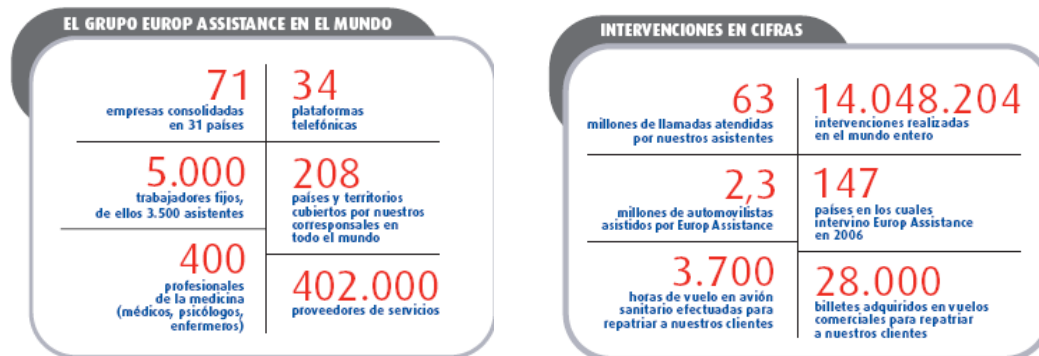 EL GRUPO EUROP ASSISTANCE EN EL MUNDO
71
empresas consolidadas
en 31 países
34
plataformas
telefónicas
5.000
trabajadores fijos,
de ellos 3.500 asistentes
208
países y territorios
cubiertos por nuestros
corresponsales en
todo el mundo
400
profesionales
de la medicina
(médicos, psicólogos,
enfermeros)
402.000
proveedores de servicios
INTERVENCIONES EN CIFRAS
63
millones de llamadas atendidas
por nuestros asistentes
14.048.204
intervenciones realizadas
en el mundo entero
2,3
millones de automovilistas
asistidos por Europ Assistance
147
países en los cuales
intervino Europ Assistance
en 2006
3.700
horas de vuelo en avión
sanitario efectuadas para
repatriar a nuestros clientes
28.000
billetes adquiridos en vuelos
comerciales para repatriar
a nuestros clientes